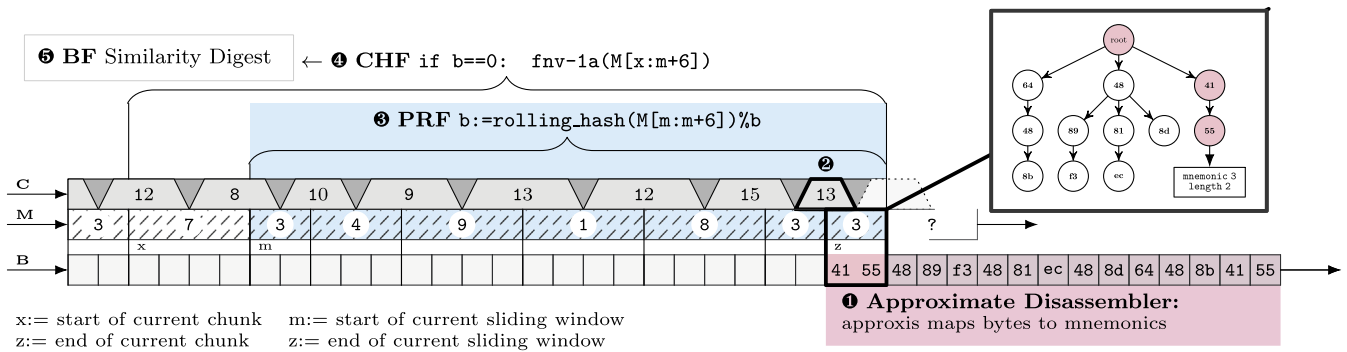 ❺ BF Similarity Digest ← ❹ CHF if b==0: fnv-1a(M[x:m+6])
❸ PRF b:=rolling_hash(M[m:m+6])%b
❷
C 12 8 10 9 13 12 15 13
M 3 7 3 4 9 1 8 3 3 ?
x m z
B 41 55 48 89 f3 48 81 ec 48 8d 64 48 8b 41 55
❶ Approximate Disassembler:
approxis maps bytes to mnemonics
x:= start of current chunk m:= start of current sliding window
z:= end of current chunk z:= end of current sliding window
root
64 48 41
48 89 81 8d 55
8b f3 ec
mnemonic 3
length 2